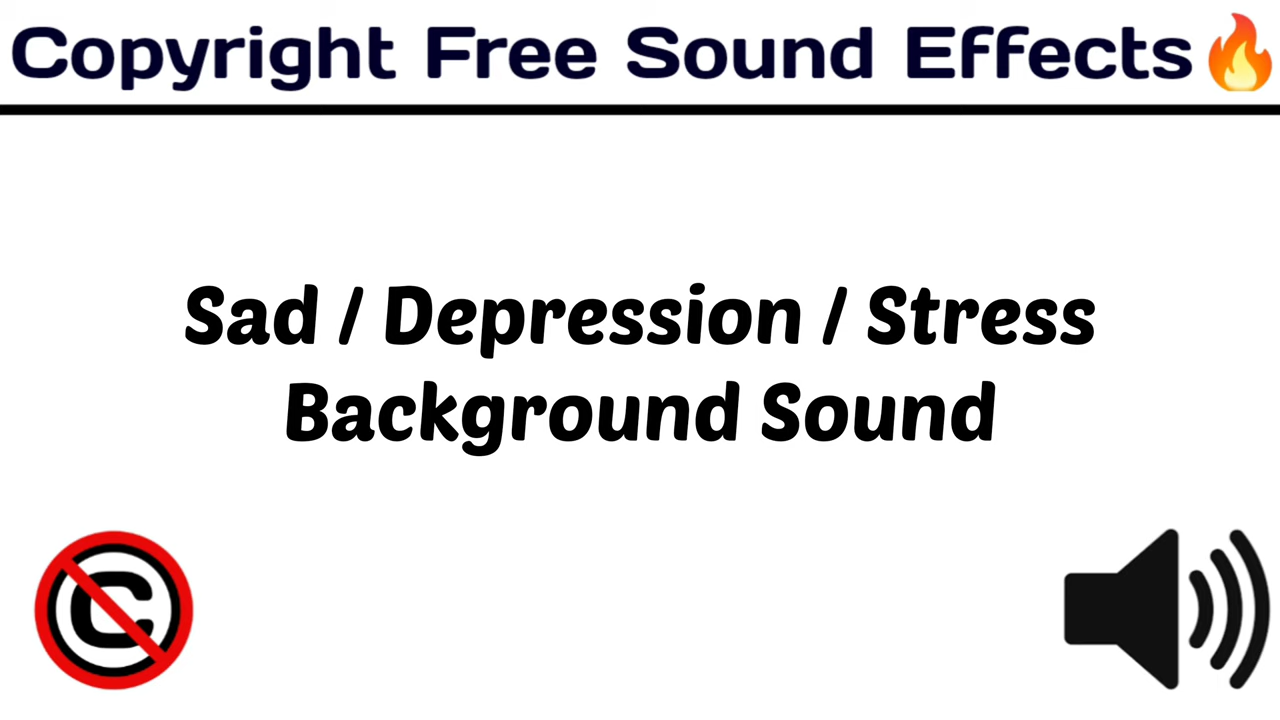 Copyright Free Sound Effects🔥
Sad / Depression / Stress
Background Sound
C